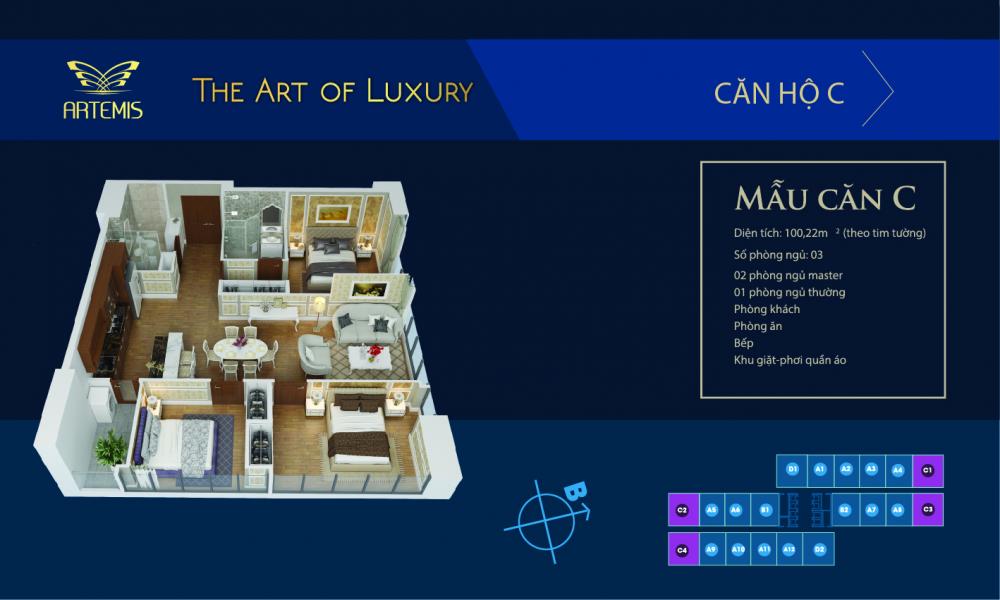 ARTEMIS
THE ART OF LUXURY
CĂN HỘ C
MẪU CĂN C
Diện tích: 100,22m ² (theo tim tường)
Số phòng ngủ: 03
02 phòng ngủ master
01 phòng ngủ thường
Phòng khách
Phòng ăn
Bếp
Khu giặt-phơi quần áo
B
D1 A1 A2 A3 A4 C1
C2 A5 A6 B1 B2 A7 A8 C3
C4 A9 A10 A11 A12 D2